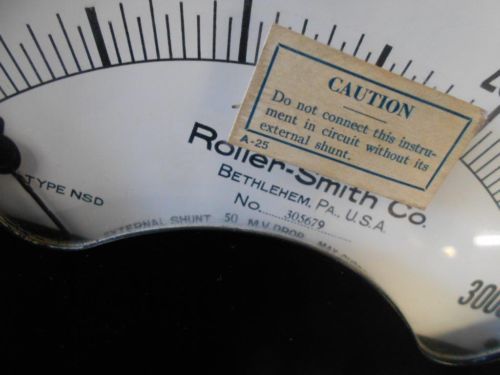 CAUTION
Do not connect this instru-
ment in circuit without its
external shunt.
A-25
Roller-Smith Co.
BETHLEHEM, PA., U.S.A.
No. 305679
TYPE NSD
EXTERNAL SHUNT 50 M.V. DROP
300